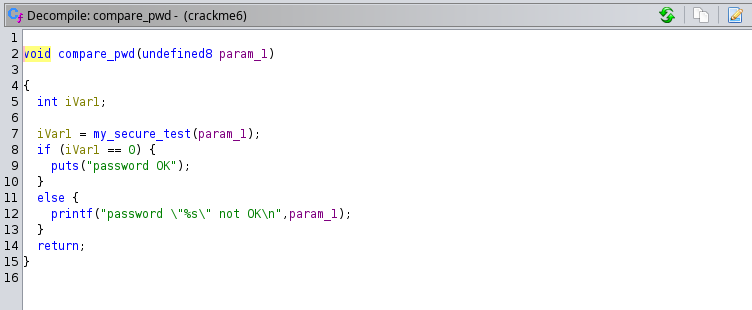 Decompile: compare_pwd - (crackme6)
1
2 void compare_pwd(undefined8 param_1)
3
4 {
5   int iVar1;
6
7   iVar1 = my_secure_test(param_1);
8   if (iVar1 == 0) {
9     puts("password OK");
10   }
11   else {
12     printf("password \"%s\" not OK\n",param_1);
13   }
14   return;
15 }
16